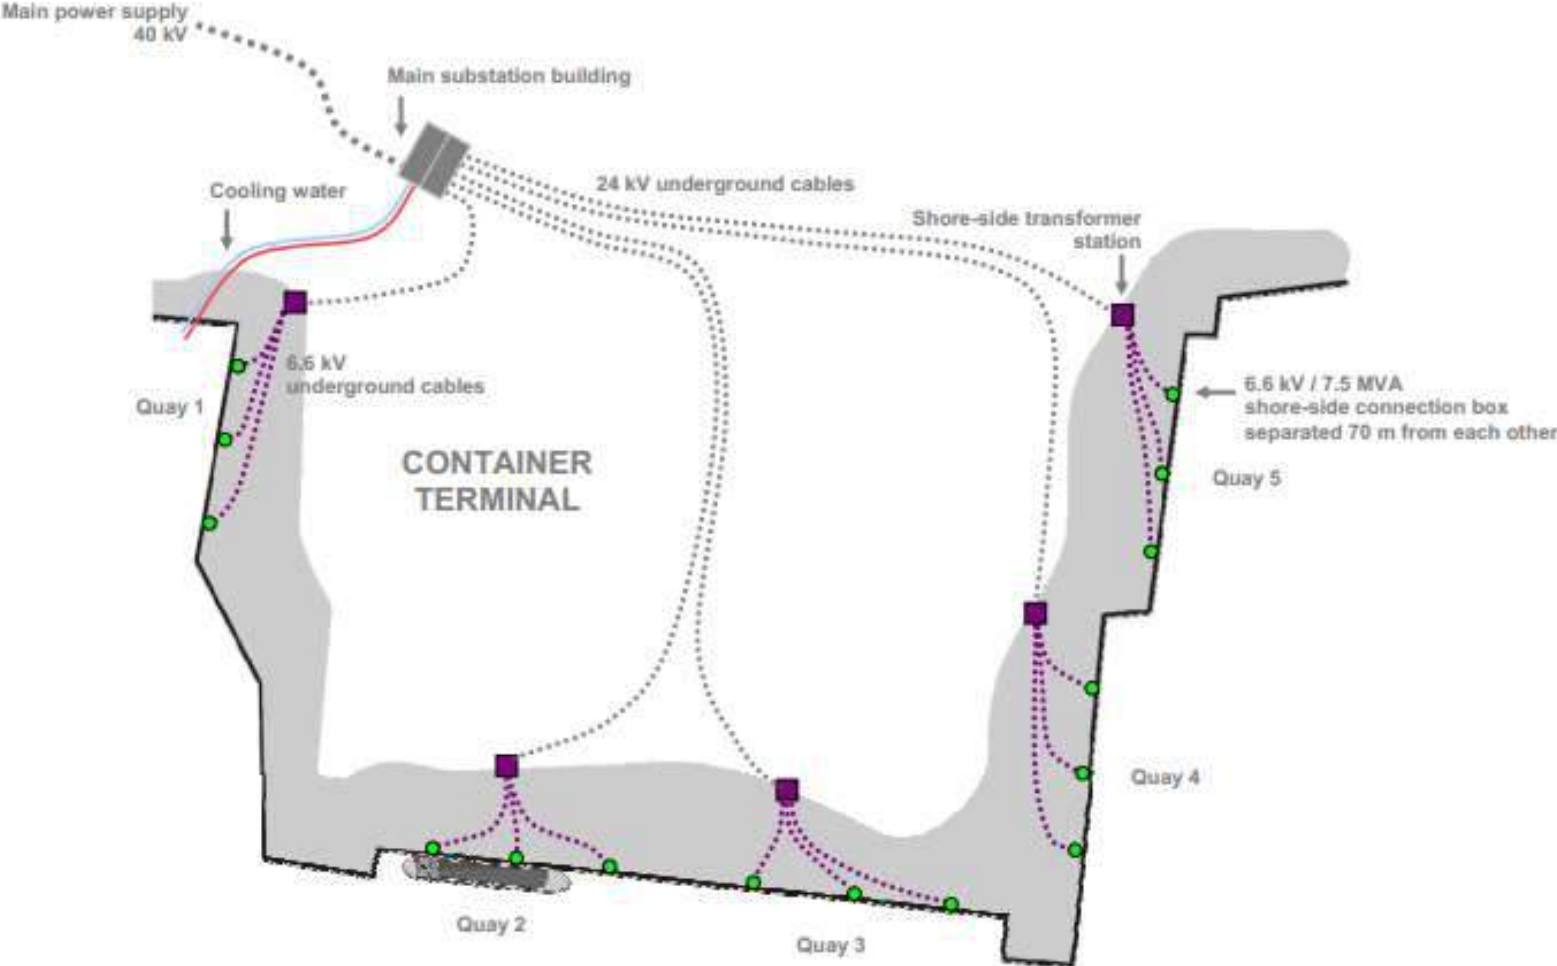 Main power supply
40 kV
Main substation building
Cooling water
24 kV underground cables
Shore-side transformer
station
6.6 kV
underground cables
Quay 1
6.6 kV / 7.5 MVA
shore-side connection box
separated 70 m from each other
CONTAINER
TERMINAL
Quay 5
Quay 4
Quay 2
Quay 3